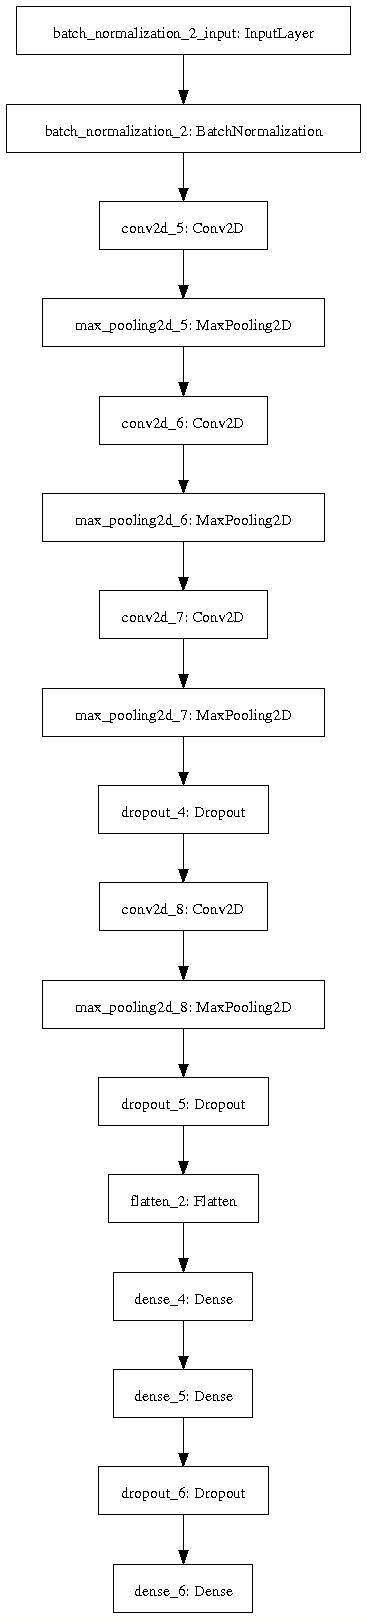 batch_normalization_2_input: InputLayer
batch_normalization_2: BatchNormalization
conv2d_5: Conv2D
max_pooling2d_5: MaxPooling2D
conv2d_6: Conv2D
max_pooling2d_6: MaxPooling2D
conv2d_7: Conv2D
max_pooling2d_7: MaxPooling2D
dropout_4: Dropout
conv2d_8: Conv2D
max_pooling2d_8: MaxPooling2D
dropout_5: Dropout
flatten_2: Flatten
dense_4: Dense
dense_5: Dense
dropout_6: Dropout
dense_6: Dense